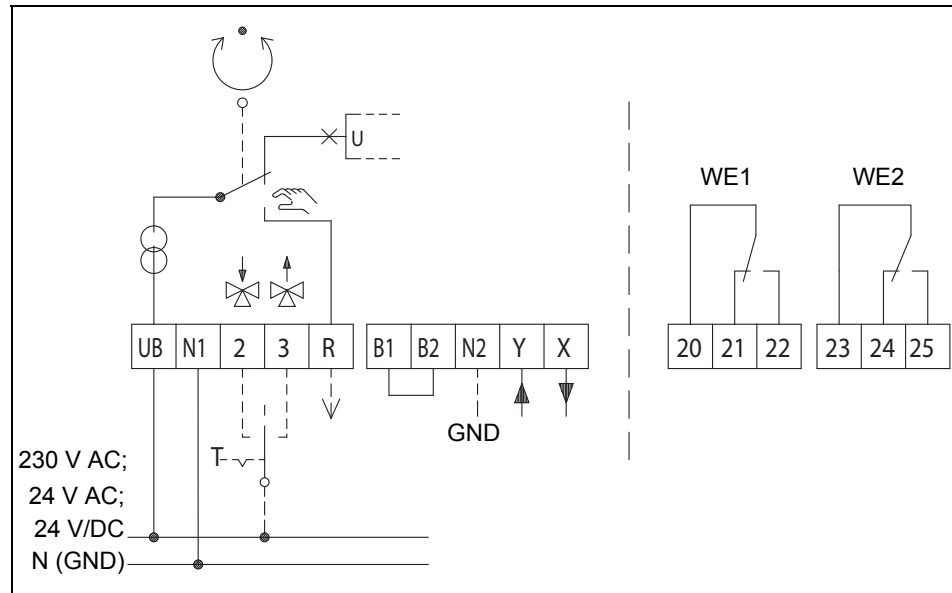 U
WE1 WE2
UB N1 2 3 R B1 B2 N2 Y X 20 21 22 23 24 25
GND
T
230 V AC;
24 V AC;
24 V/DC
N (GND)